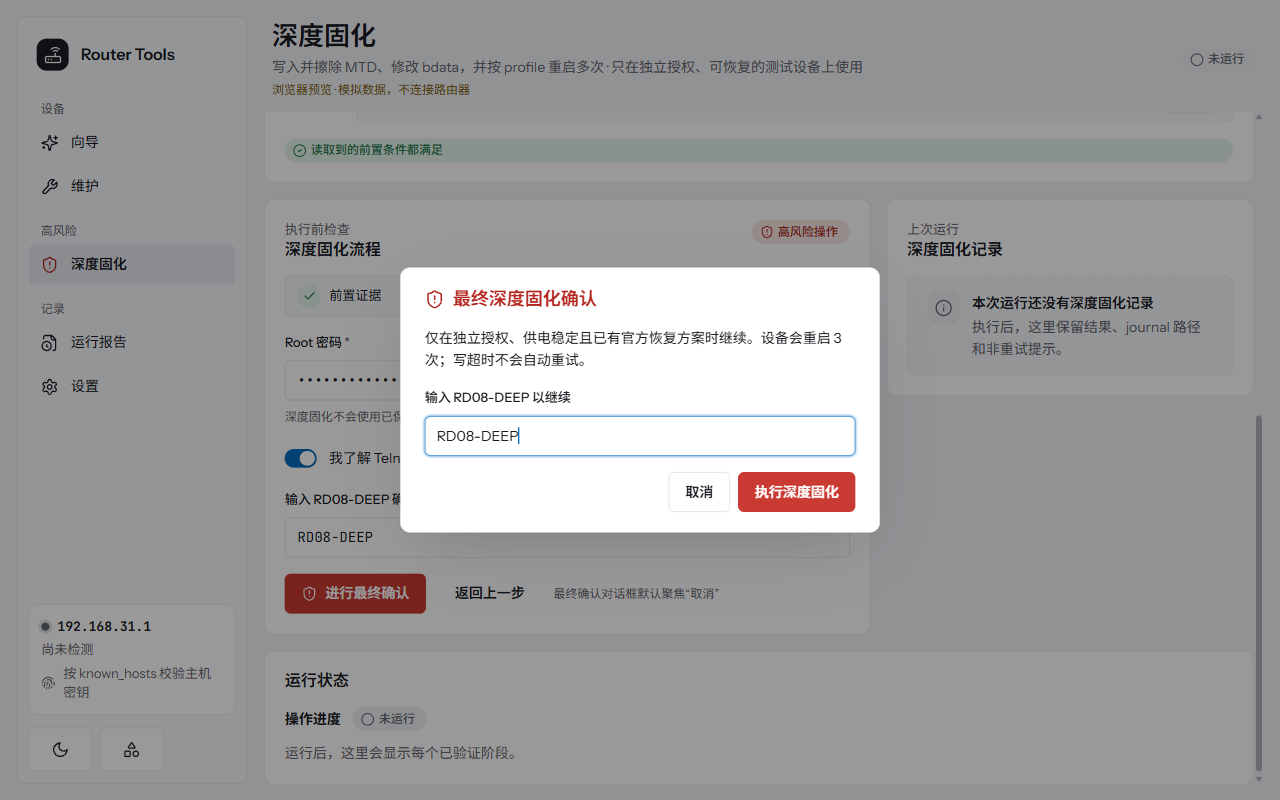 Router Tools
设备
向导
维护
高风险
深度固化
记录
运行报告
设置
192.168.31.1
尚未检测
按 known_hosts 校验主机
密钥
深度固化
写入并擦除 MTD、修改 bdata，并按 profile 重启多次 · 只在独立授权、可恢复的测试设备上使用
浏览器预览 · 模拟数据，不连接路由器
未运行
读取到的前置条件都满足
执行前检查
深度固化流程
高风险操作
前置证据
Root 密码 *
••••••••••••
深度固化不会使用已保
我了解 Teln
输入 RD08-DEEP 确
RD08-DEEP
进行最终确认
返回上一步
最终确认对话框默认聚焦“取消”
上次运行
深度固化记录
本次运行还没有深度固化记录
执行后，这里保留结果、journal 路径
和非重试提示。
最终深度固化确认
仅在独立授权、供电稳定且已有官方恢复方案时继续。设备会重启 3
次；写超时不会自动重试。
输入 RD08-DEEP 以继续
RD08-DEEP
取消
执行深度固化
运行状态
操作进度
未运行
运行后，这里会显示每个已验证阶段。